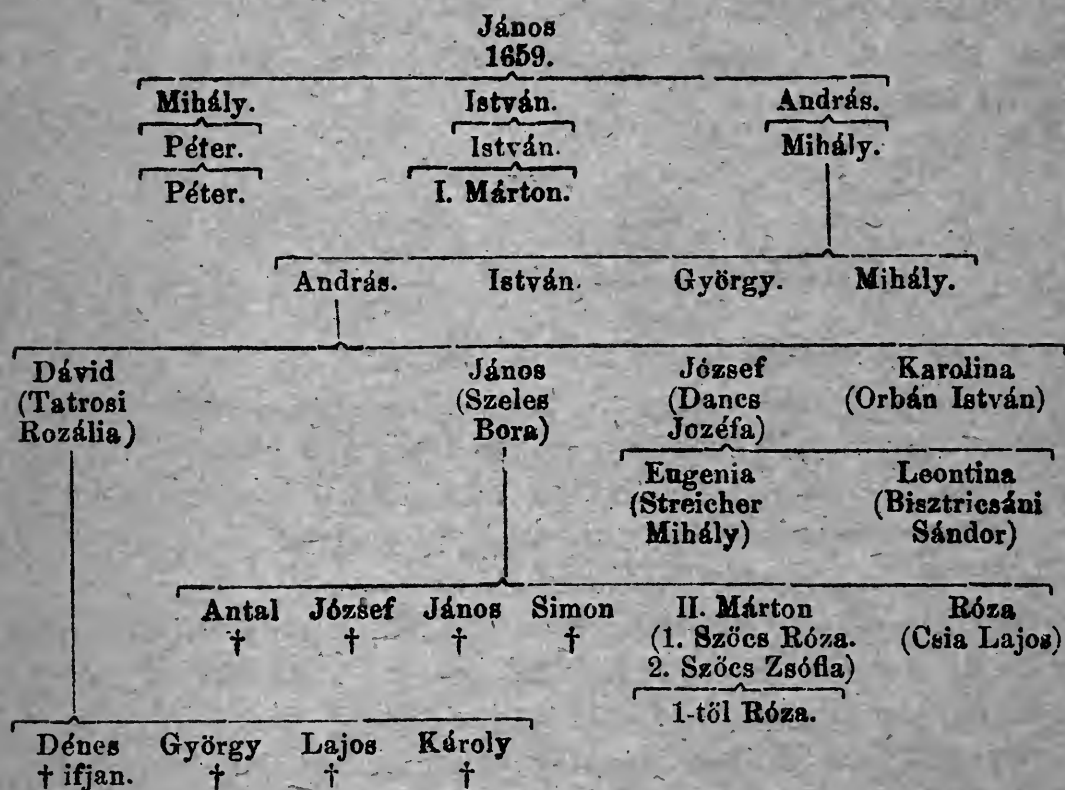 János
1659.
Mihály. István. András.
Péter. István. Mihály.
Péter. I. Márton.
András. István. György. Mihály.
Dávid János József Karolina
(Tatrosi (Szeles (Dancs (Orbán István)
Rozália) Bora) Jozéfa)
Eugenia Leontina
(Streicher (Bisztricsáni
Mihály) Sándor)
Antal József János Simon II. Márton Róza
† † † † (1. Szőcs Róza. (Csia Lajos)
2. Szőcs Zsófia)
1-től Róza.
Dénes György Lajos Károly
† ifjan. † † †